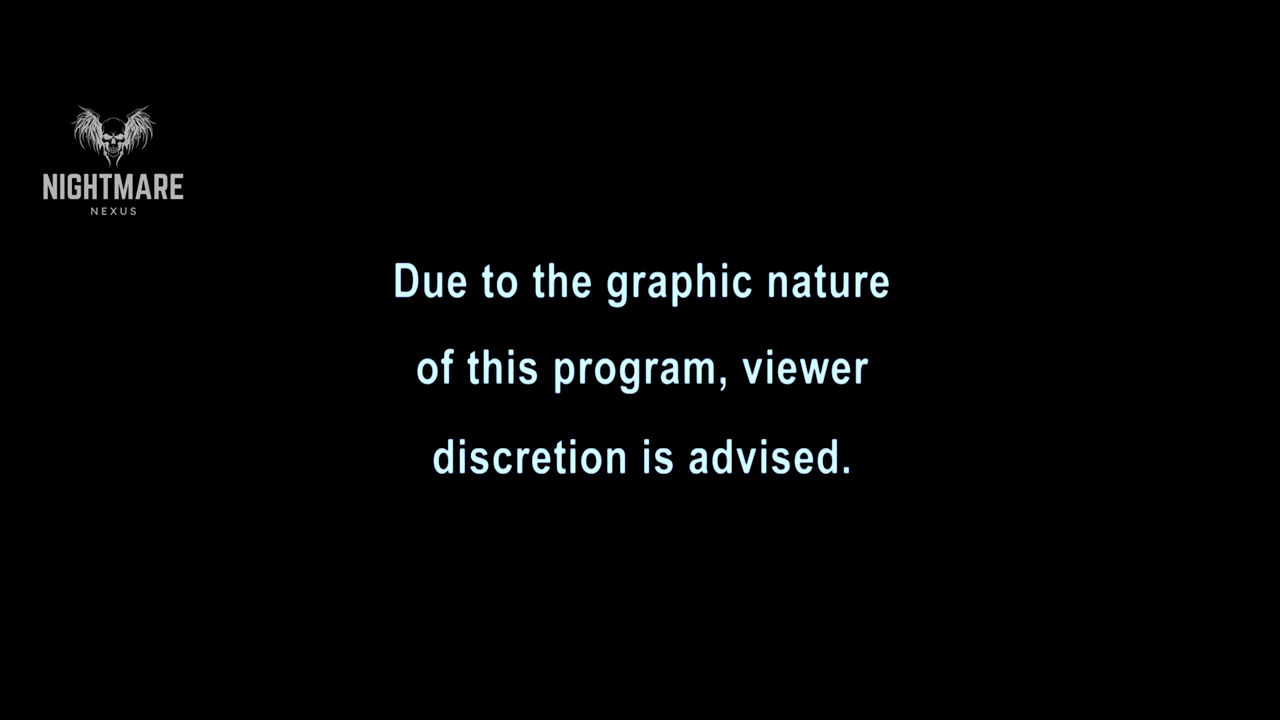 NIGHTMARE
NEXUS
Due to the graphic nature
of this program, viewer
discretion is advised.